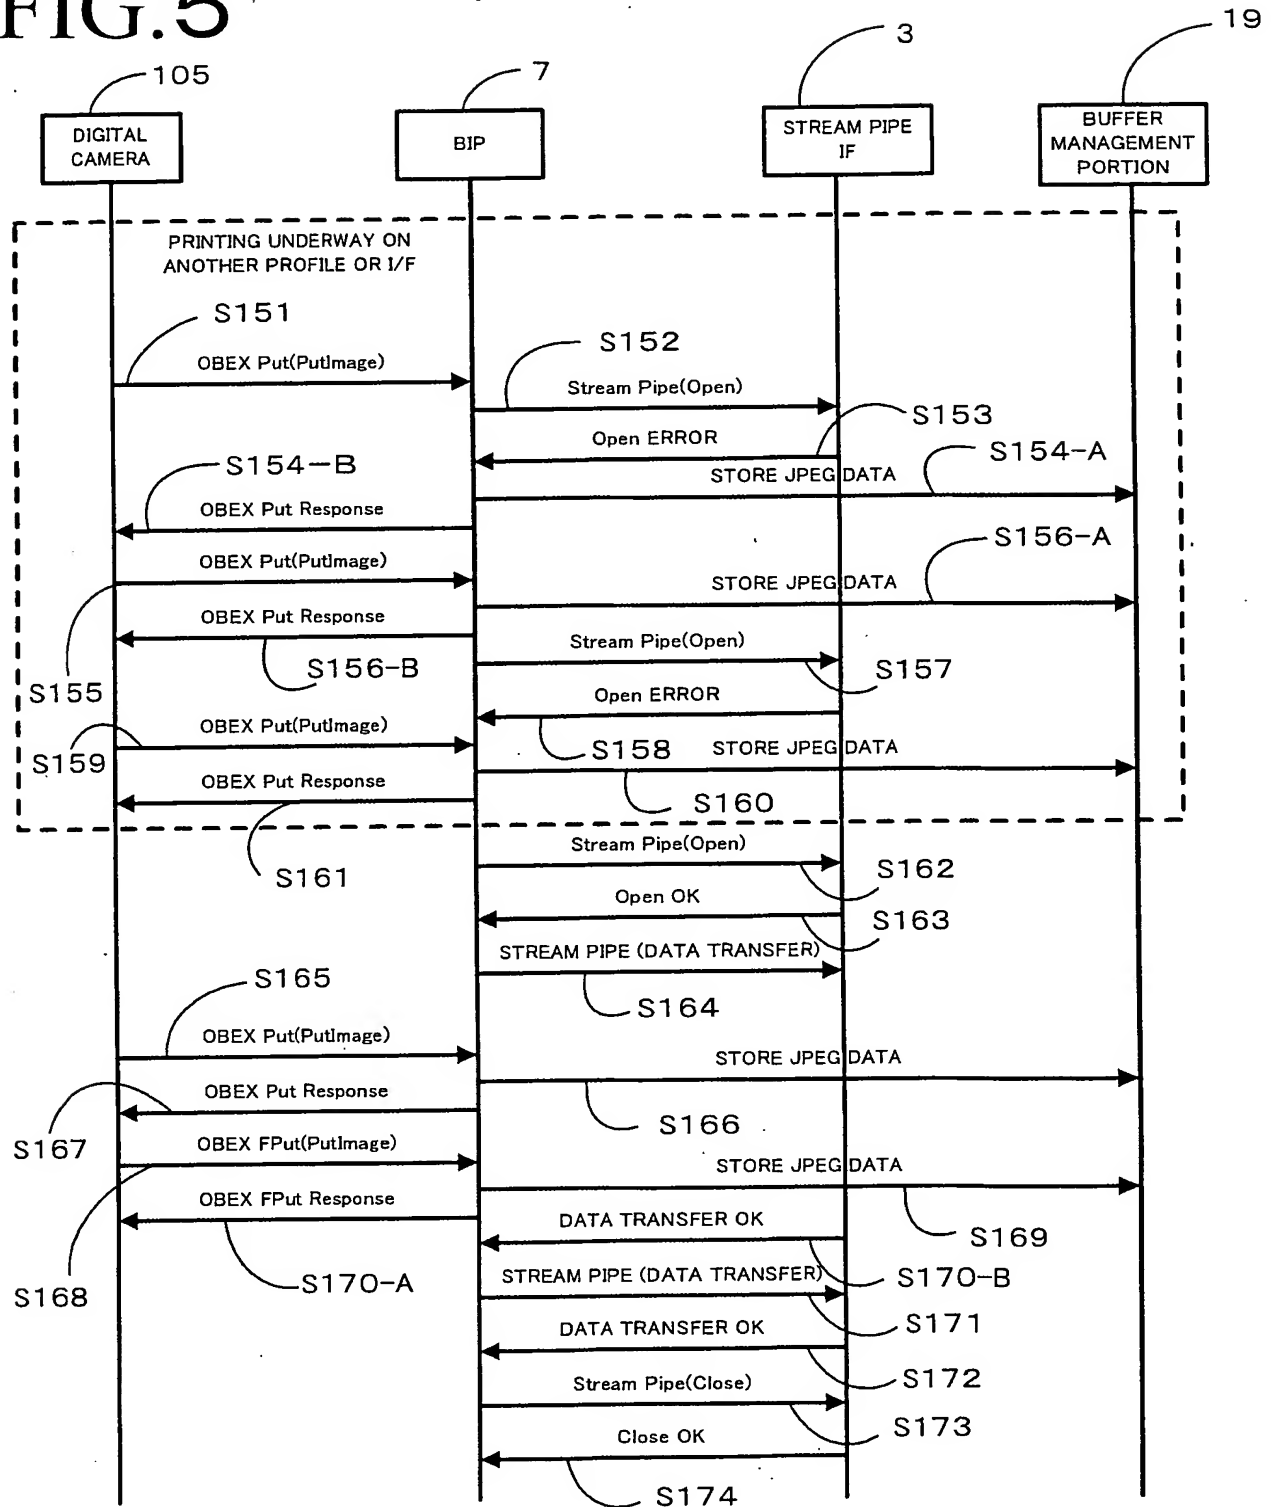 FIG.5
19
3
7
105
DIGITAL
CAMERA
BIP
STREAM PIPE
IF
BUFFER
MANAGEMENT
PORTION
PRINTING UNDERWAY ON
ANOTHER PROFILE OR I/F
S151
OBEX Put(PutImage)
S152
Stream Pipe(Open)
S153
Open ERROR
S154-B
S154-A
STORE JPEG DATA
OBEX Put Response
S156-A
OBEX Put(PutImage)
STORE JPEG DATA
OBEX Put Response
Stream Pipe(Open)
S156-B
S157
S155
Open ERROR
OBEX Put(PutImage)
S158
STORE JPEG DATA
S159
OBEX Put Response
S160
Stream Pipe(Open)
S161
S162
Open OK
S163
STREAM PIPE (DATA TRANSFER)
S165
S164
OBEX Put(PutImage)
STORE JPEG DATA
OBEX Put Response
S166
S167
OBEX FPut(PutImage)
STORE JPEG DATA
OBEX FPut Response
DATA TRANSFER OK
S169
STREAM PIPE (DATA TRANSFER)
S170-B
S170-A
S168
S171
DATA TRANSFER OK
S172
Stream Pipe(Close)
S173
Close OK
S174